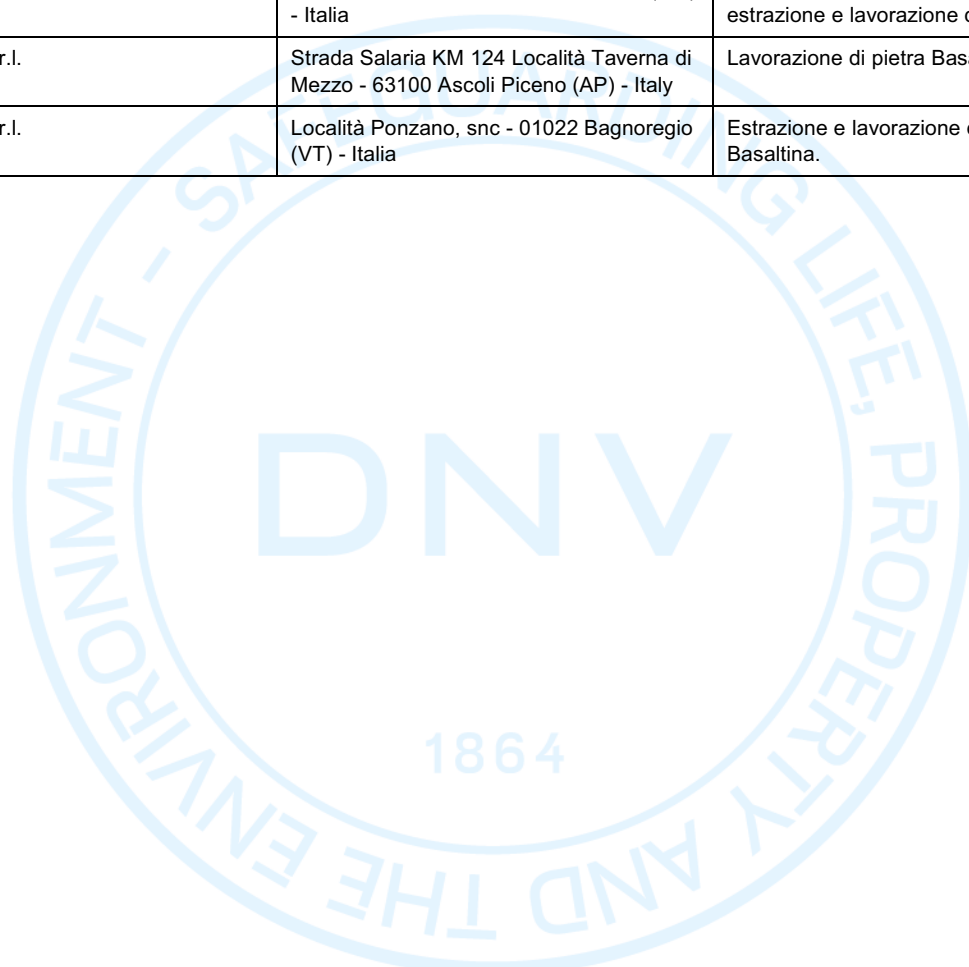 - Italia
estrazione e lavorazione
r.l.
Strada Salaria KM 124 Località Taverna di
Mezzo - 63100 Ascoli Piceno (AP) - Italy
Lavorazione di pietra
r.l.
Località Ponzano, snc - 01022 Bagnoregio
(VT) - Italia
Estrazione e lavorazione
Basaltina.
SAFEGUARDING LIFE, PROPERTY AND THE ENVIRONMENT -
DNV
1864